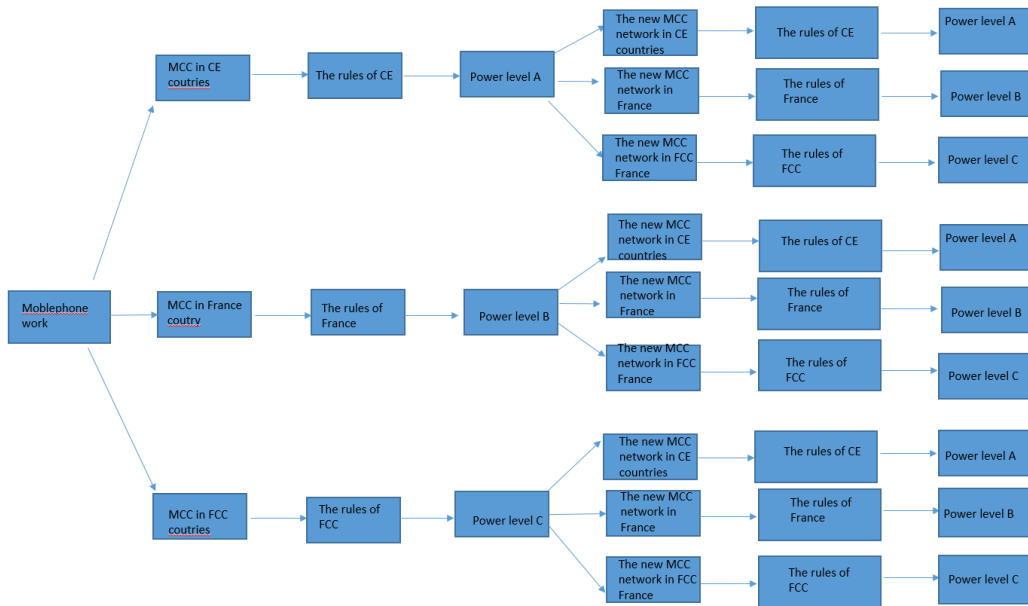 The new MCC
network in CE
countries
The rules of CE
Power level A
MCC in CE
coutries
The rules of CE
Power level A
The new MCC
network in
France
The rules of
France
Power level B
The new MCC
network in FCC
France
The rules of
FCC
Power level C
The new MCC
network in CE
countries
The rules of CE
Power level A
Moblephone
work
MCC in France
coutry
The rules of
France
Power level B
The new MCC
network in
France
The rules of
France
Power level B
The new MCC
network in FCC
France
The rules of
FCC
Power level C
The new MCC
network in CE
countries
The rules of CE
Power level A
MCC in FCC
coutries
The rules of
FCC
Power level C
The new MCC
network in
France
The rules of
France
Power level B
The new MCC
network in FCC
France
The rules of
FCC
Power level C